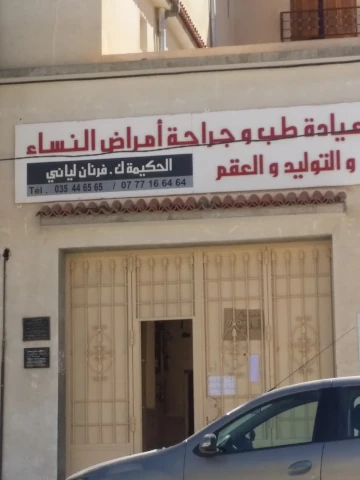 عيادة طب و جراحة أمراض النساء
و التوليد و العقم
الحكيمة ك. فرنان لياني
Tél : 035 44 65 65 / 07 77 16 64 64